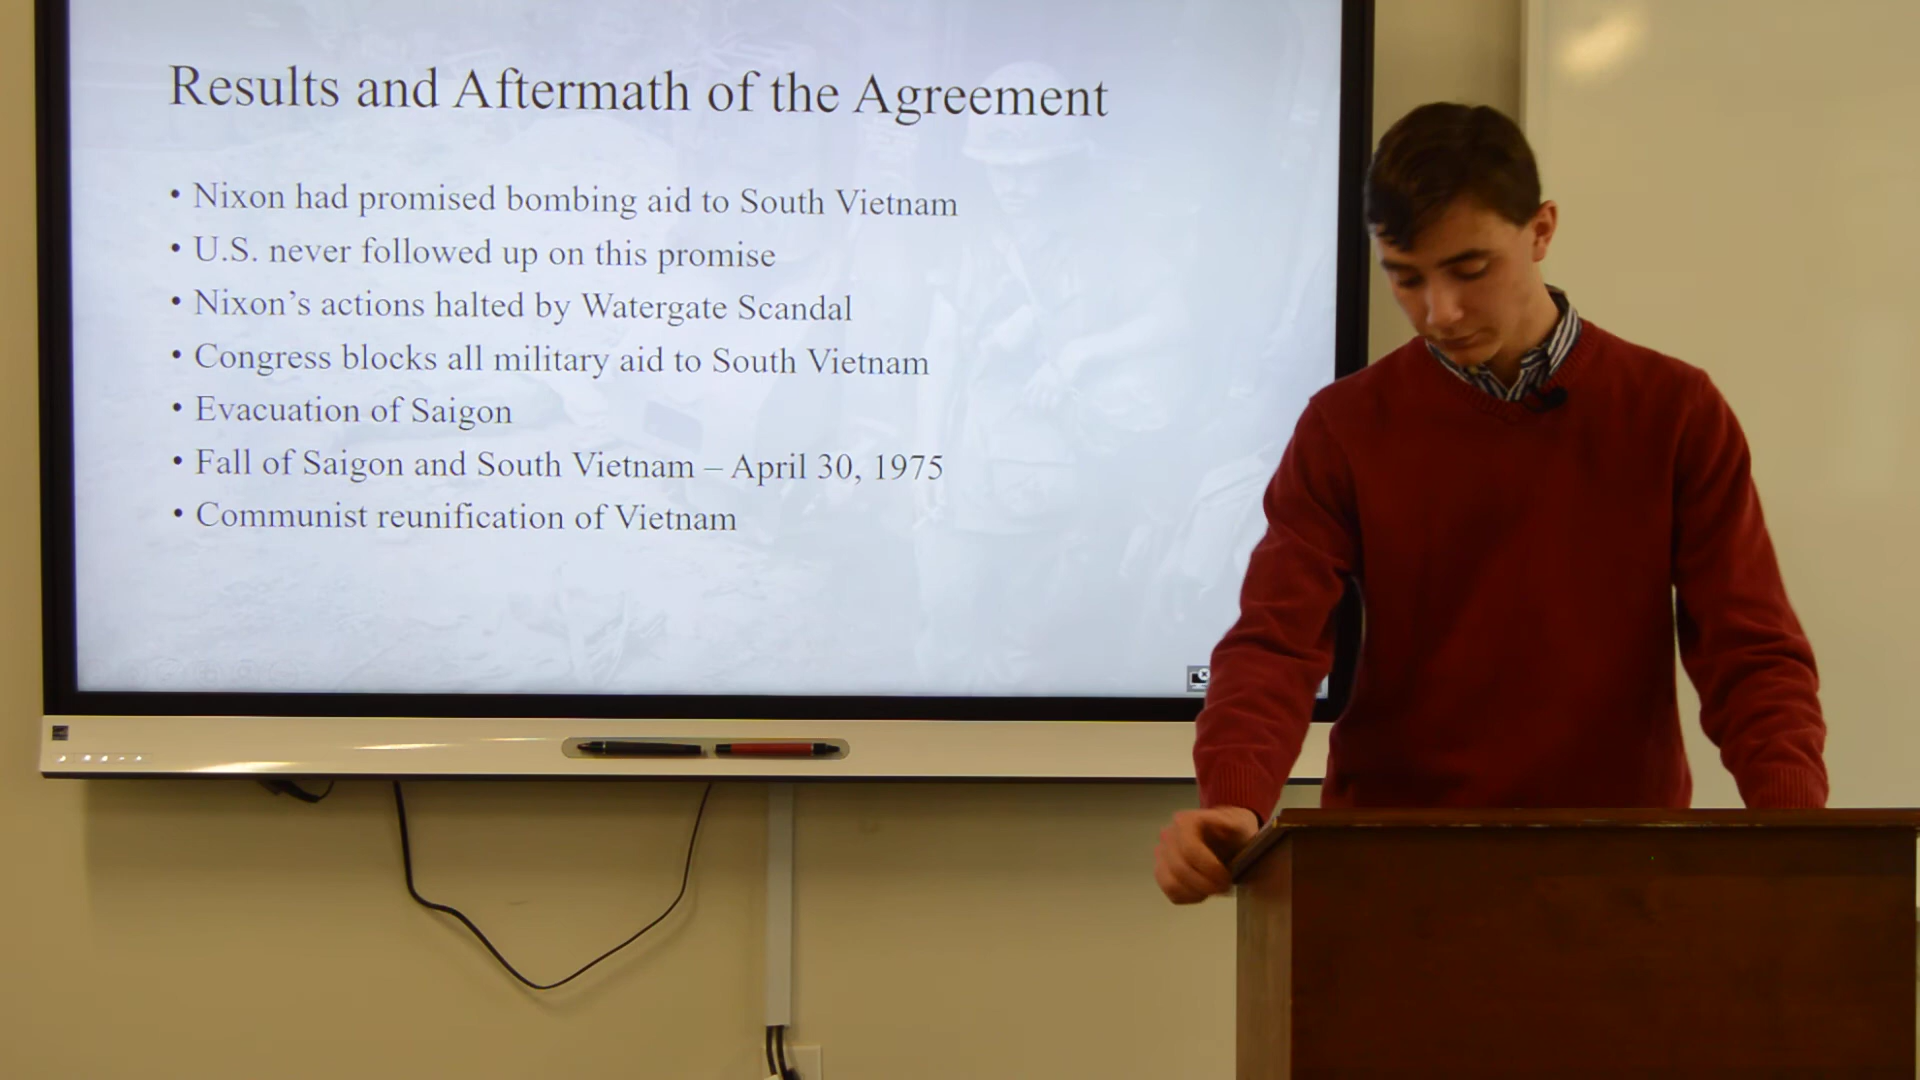 Results and Aftermath of the Agreement
• Nixon had promised bombing aid to South Vietnam
• U.S. never followed up on this promise
• Nixon’s actions halted by Watergate Scandal
• Congress blocks all military aid to South Vietnam
• Evacuation of Saigon
• Fall of Saigon and South Vietnam – April 30, 1975
• Communist reunification of Vietnam